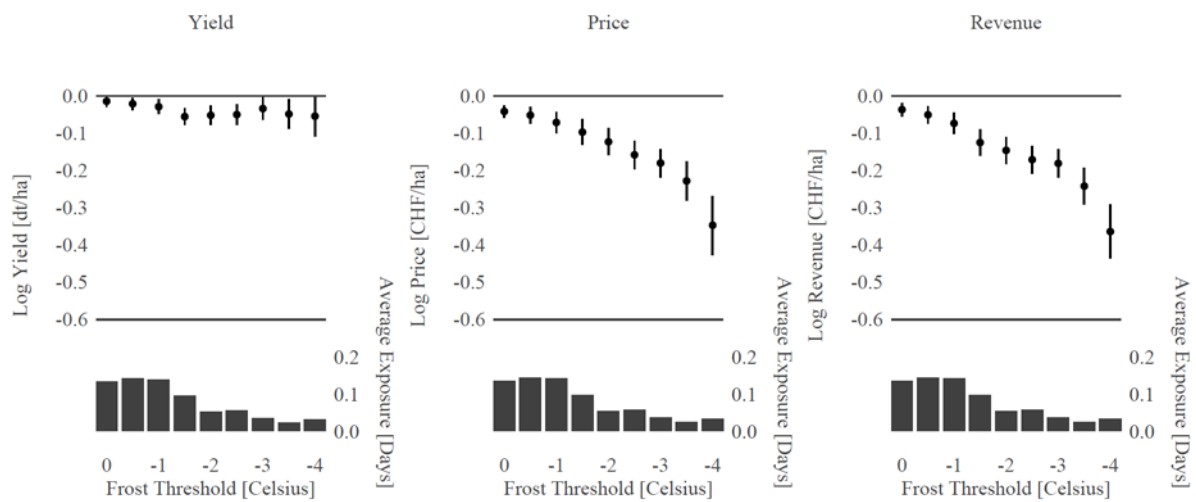 Yield
Log Yield [dt/ha]
0.0
-0.1
-0.2
-0.3
-0.4
-0.5
-0.6
Average Exposure [Days]
0.2
0.1
0.0
0 -1 -2 -3 -4
Frost Threshold [Celsius]
Price
Log Price [CHF/ha]
0.0
-0.1
-0.2
-0.3
-0.4
-0.5
-0.6
Average Exposure [Days]
0.2
0.1
0.0
0 -1 -2 -3 -4
Frost Threshold [Celsius]
Revenue
Log Revenue [CHF/ha]
0.0
-0.1
-0.2
-0.3
-0.4
-0.5
-0.6
Average Exposure [Days]
0.2
0.1
0.0
0 -1 -2 -3 -4
Frost Threshold [Celsius]